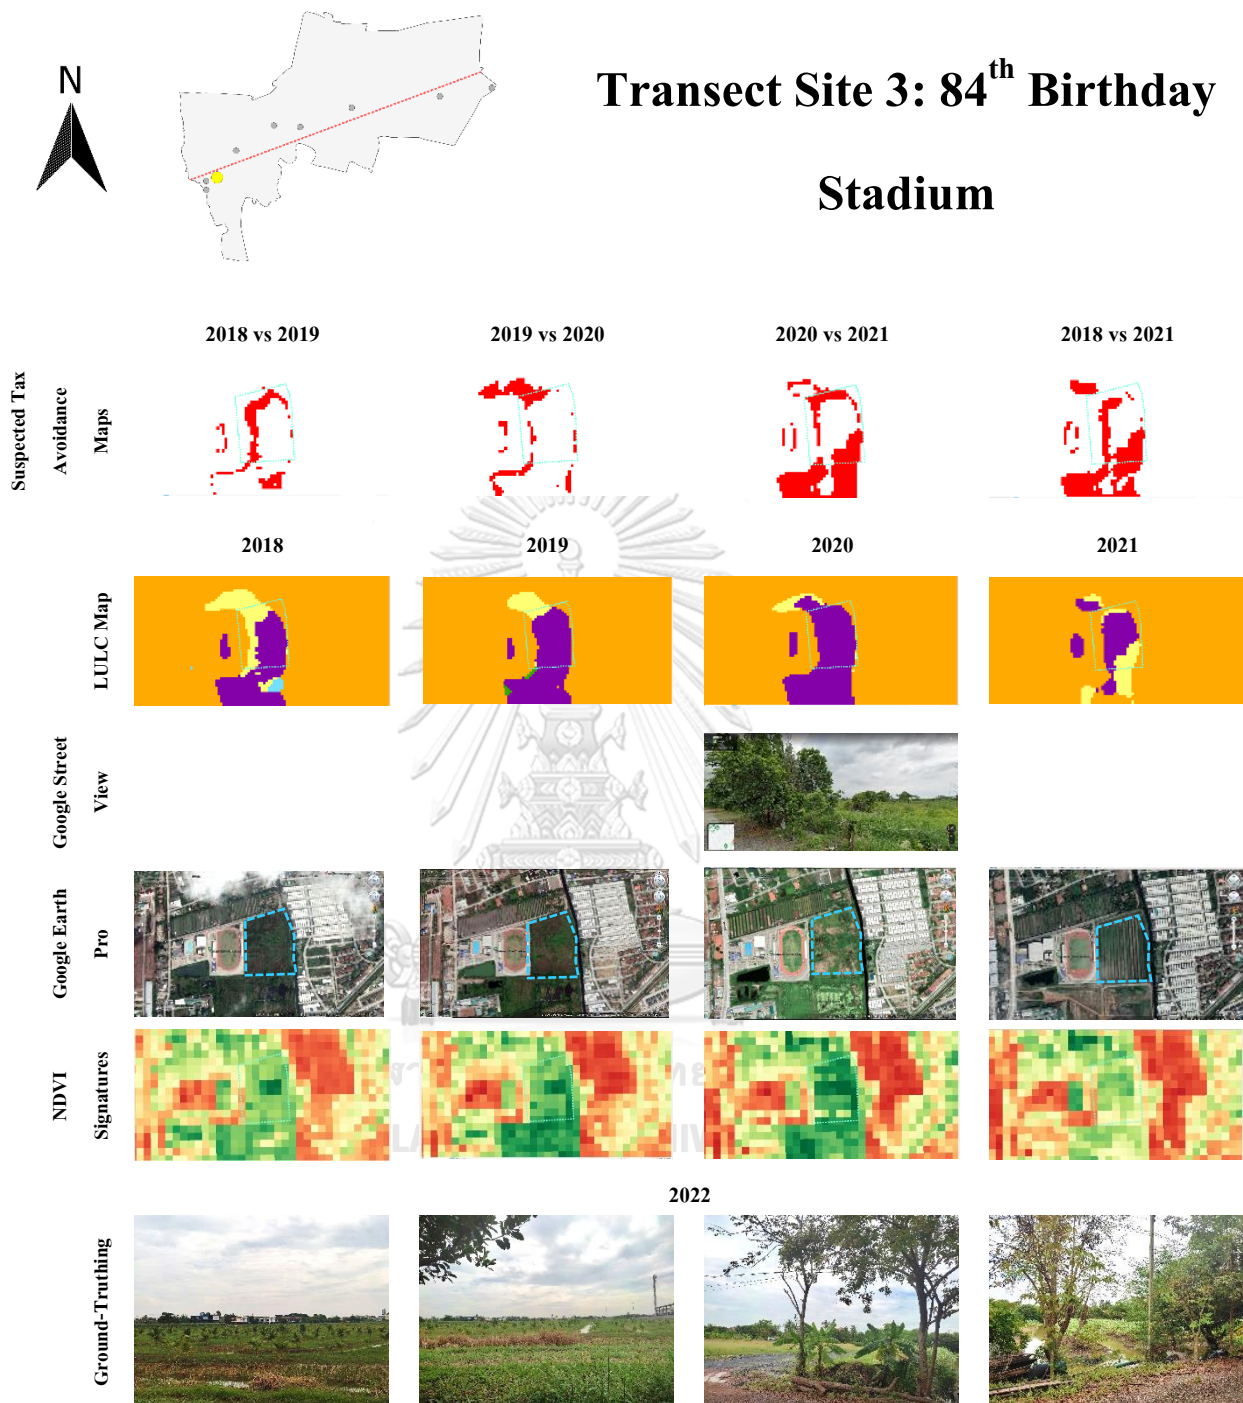 N
Transect Site 3: 84th Birthday
Stadium
2018 vs 2019
2019 vs 2020
2020 vs 2021
2018 vs 2021
Suspected Tax
Avoidance
Maps
2018
2019
2020
2021
LULC Map
Google Street
View
Google Earth
Pro
NDVI
Signatures
2022
Ground-Truthing